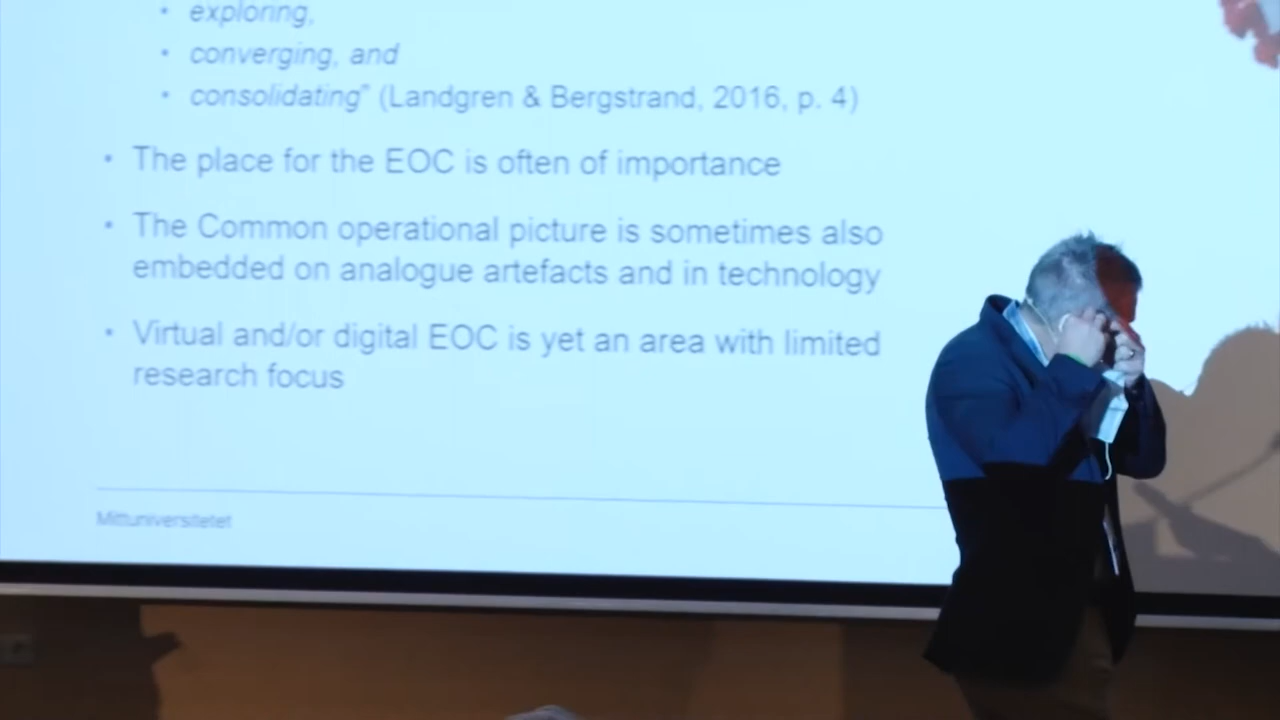 • exploring,
• converging, and
• consolidating" (Landgren & Bergstrand, 2016, p. 4)
• The place for the EOC is often of importance
• The Common operational picture is sometimes also
embedded on analogue artefacts and in technology
• Virtual and/or digital EOC is yet an area with limited
research focus
Mittuniversitetet